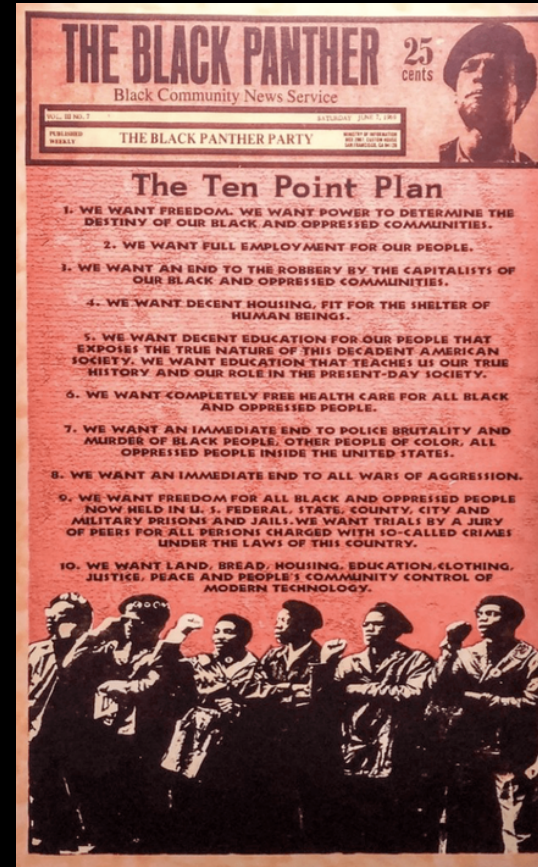 THE BLACK PANTHER
25
cents
Black Community News Service
VOL. III NO. 7
SATURDAY JUNE 7, 1969
PUBLISHED
WEEKLY
THE BLACK PANTHER PARTY
MINISTRY OF INFORMATION
SAN FRANCISCO, CA
The Ten Point Plan
1. WE WANT FREEDOM. WE WANT POWER TO DETERMINE THE
DESTINY OF OUR BLACK AND OPPRESSED COMMUNITIES.
2. WE WANT FULL EMPLOYMENT FOR OUR PEOPLE.
3. WE WANT AN END TO THE ROBBERY BY THE CAPITALISTS OF
OUR BLACK AND OPPRESSED COMMUNITIES.
4. WE WANT DECENT HOUSING, FIT FOR THE SHELTER OF
HUMAN BEINGS.
5. WE WANT DECENT EDUCATION FOR OUR PEOPLE THAT
EXPOSES THE TRUE NATURE OF THIS DECADENT AMERICAN
SOCIETY. WE WANT EDUCATION THAT TEACHES US OUR TRUE
HISTORY AND OUR ROLE IN THE PRESENT-DAY SOCIETY.
6. WE WANT COMPLETELY FREE HEALTH CARE FOR ALL BLACK
AND OPPRESSED PEOPLE.
7. WE WANT AN IMMEDIATE END TO POLICE BRUTALITY AND
MURDER OF BLACK PEOPLE, OTHER PEOPLE OF COLOR, ALL
OPPRESSED PEOPLE INSIDE THE UNITED STATES.
8. WE WANT AN IMMEDIATE END TO ALL WARS OF AGGRESSION.
9. WE WANT FREEDOM FOR ALL BLACK AND OPPRESSED PEOPLE
NOW HELD IN U. S. FEDERAL, STATE, COUNTY, CITY AND
MILITARY PRISONS AND JAILS. WE WANT TRIALS BY A JURY
OF PEERS FOR ALL PERSONS CHARGED WITH SO-CALLED CRIMES
UNDER THE LAWS OF THIS COUNTRY.
10. WE WANT LAND, BREAD, HOUSING, EDUCATION, CLOTHING,
JUSTICE, PEACE AND PEOPLE'S COMMUNITY CONTROL OF
MODERN TECHNOLOGY.